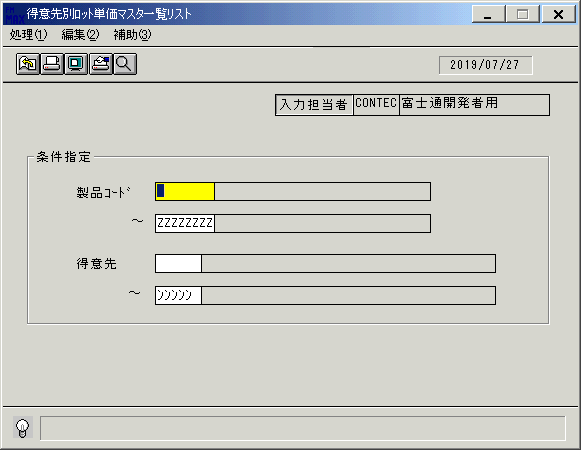 得意先別ﾛｯﾄ単価マスタ一覧リスト
処理(1) 編集(2) 補助(3)
2019/07/27
入力担当者 CONTEC 富士通開発者用
条件指定
製品ｺｰﾄﾞ
～ ZZZZZZZZ
得意先
～ ﾝﾝﾝﾝﾝ